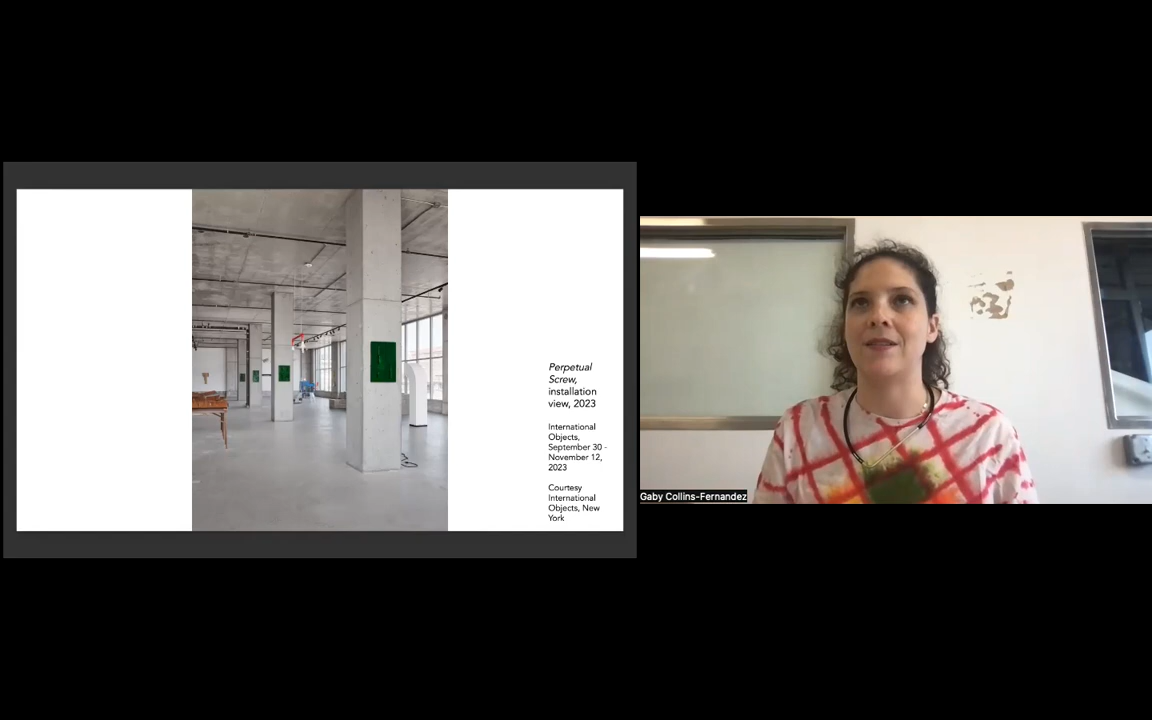 Perpetual
Screw,
installation
view, 2023
International
Objects,
September 30 -
November 12,
2023
Courtesy
International
Objects, New
York
Gaby Collins-Fernandez